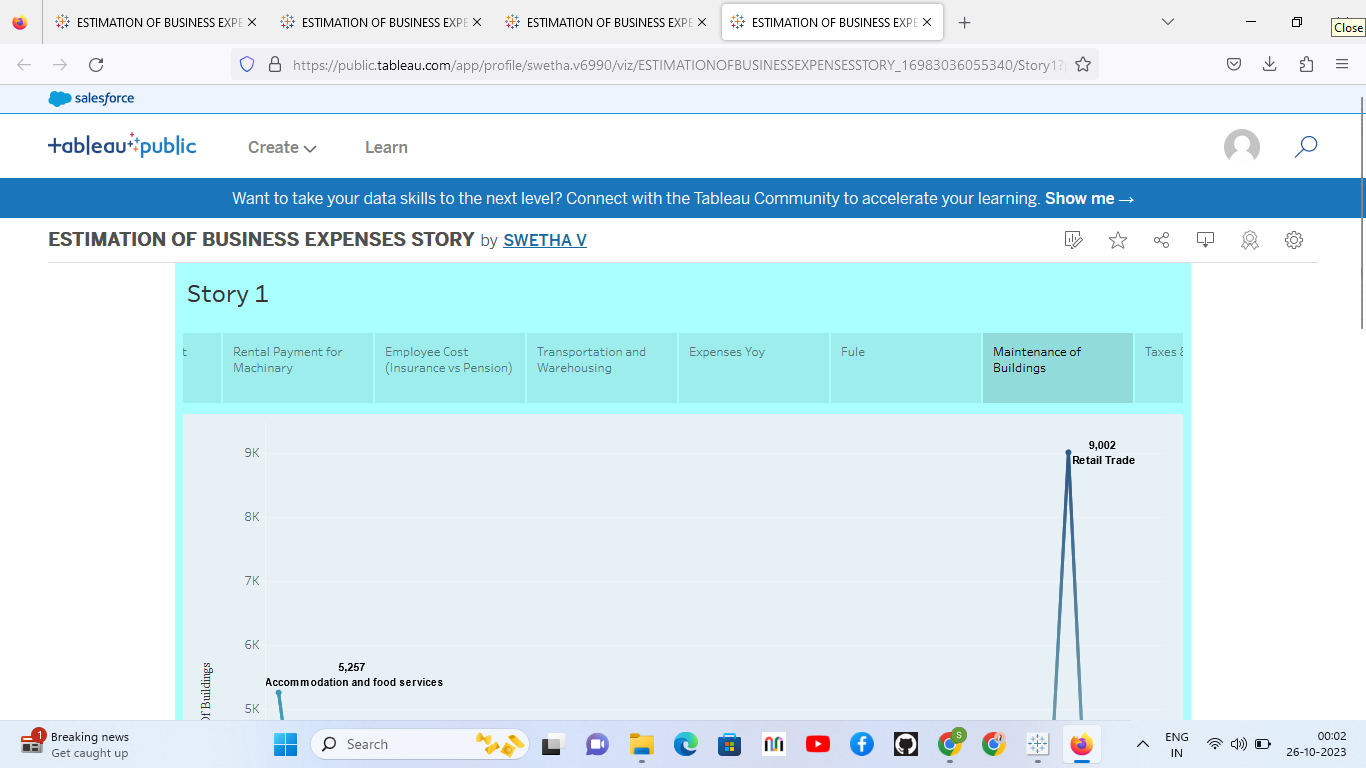 ESTIMATION OF BUSINESS EXPE
ESTIMATION OF BUSINESS EXPE
ESTIMATION OF BUSINESS EXPE
ESTIMATION OF BUSINESS EXPE
Close
https://public.tableau.com/app/profile/swetha.v6990/viz/ESTIMATIONOFBUSINESSEXPENSESSTORY_16983036055340/Story1?
salesforce
+ableau public
Create
Learn
Want to take your data skills to the next level? Connect with the Tableau Community to accelerate your learning. Show me →
ESTIMATION OF BUSINESS EXPENSES STORY by SWETHA V
Story 1
t
Rental Payment for
Machinary
Employee Cost
(Insurance vs Pension)
Transportation and
Warehousing
Expenses Yoy
Fule
Maintenance of
Buildings
Taxes &
9K
8K
7K
6K
5K
Of Buildings
9,002
Retail Trade
5,257
Accommodation and food services
1
Breaking news
Get caught up
Search
S
ENG
IN
00:02
26-10-2023